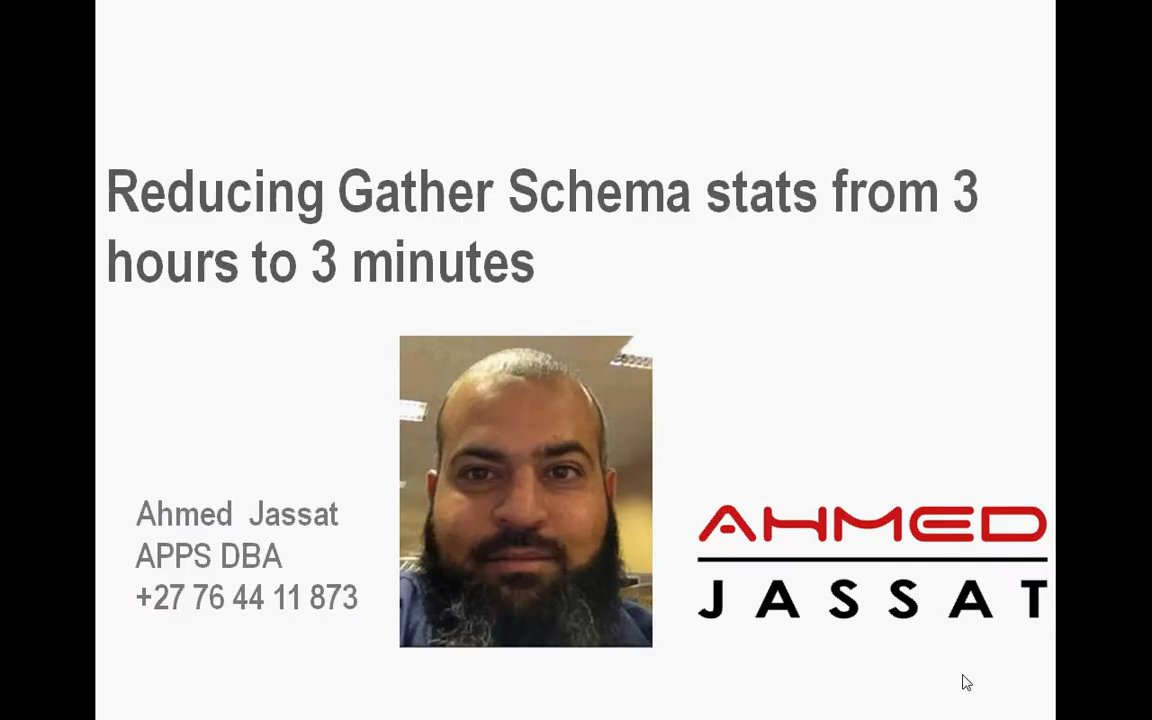 Reducing Gather Schema stats from 3
hours to 3 minutes
Ahmed Jassat
APPS DBA
+27 76 44 11 873
AHMED
JASSAT